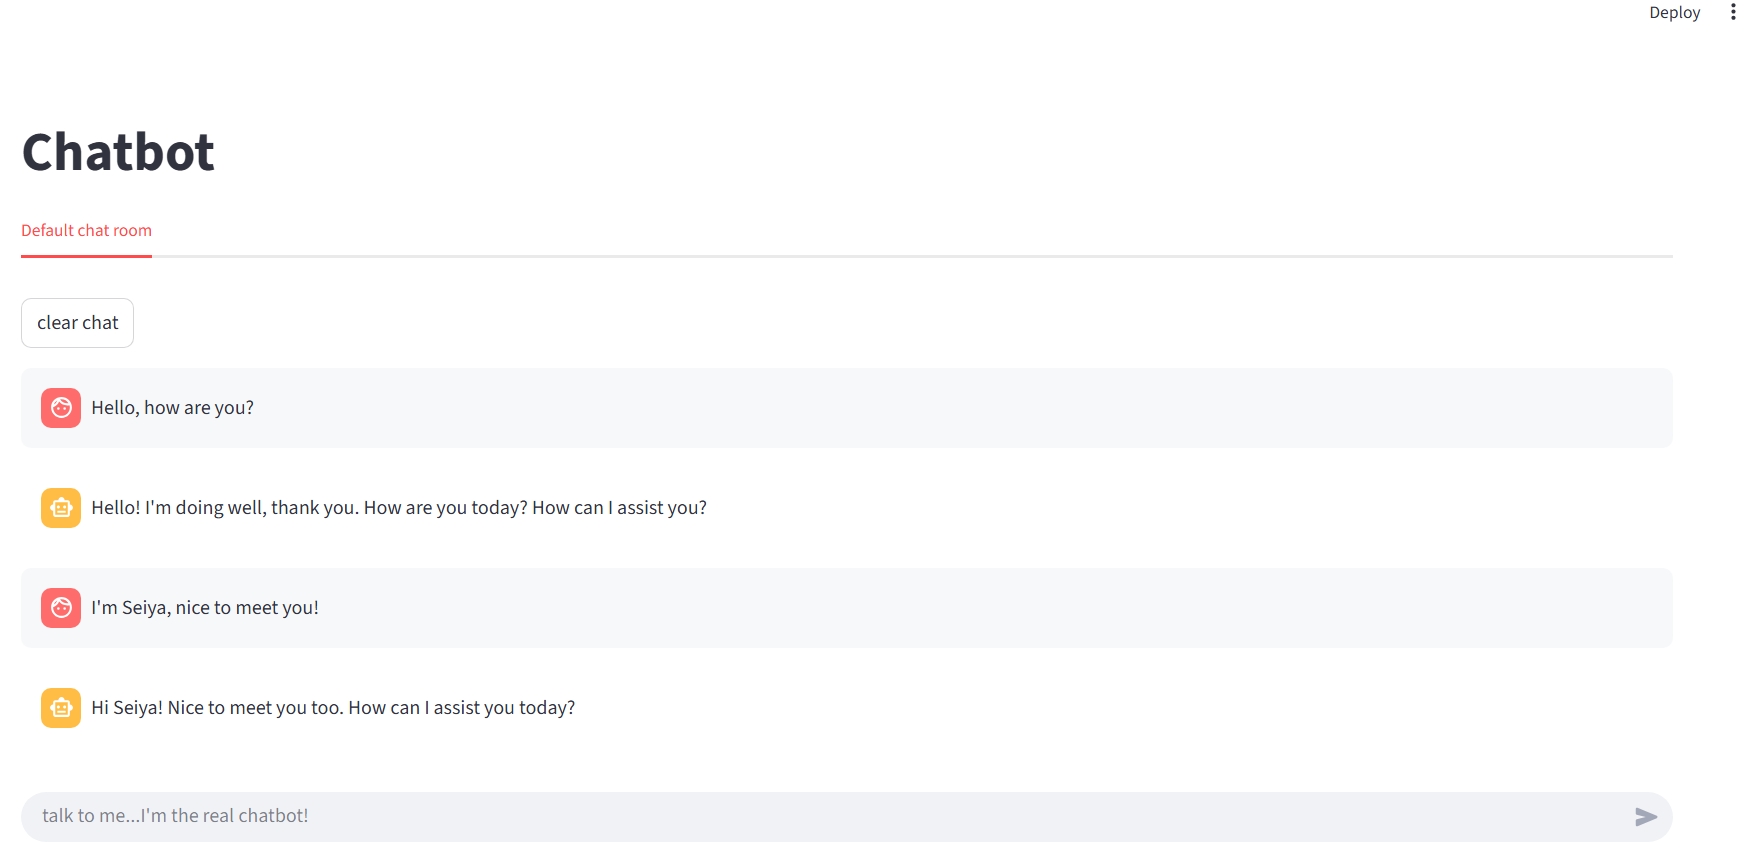 Deploy
Chatbot
Default chat room
clear chat
Hello, how are you?
Hello! I'm doing well, thank you. How are you today? How can I assist you?
I'm Seiya, nice to meet you!
Hi Seiya! Nice to meet you too. How can I assist you today?
talk to me...I'm the real chatbot!